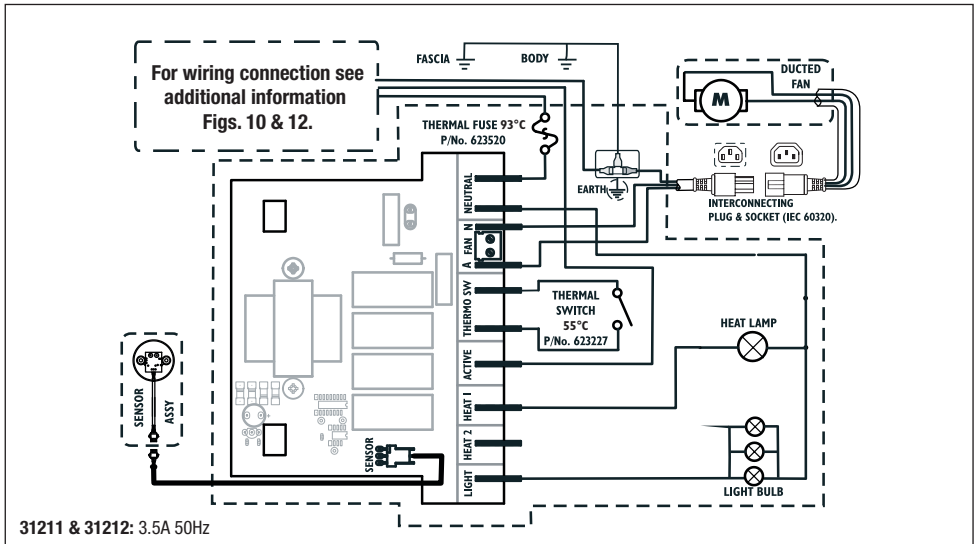 For wiring connection see
additional information
Figs. 10 & 12.
FASCIA
BODY
DUCTED
FAN
M
THERMAL FUSE 93°C
P/No. 623520
EARTH
INTERCONNECTING
PLUG & SOCKET (IEC 60320).
NEUTRAL
N
FAN
A
THERMO SW
ACTIVE
HEAT 1
HEAT 2
LIGHT
THERMAL
SWITCH
55°C
P/No. 623227
HEAT LAMP
LIGHT BULB
SENSOR
ASSY
SENSOR
31211 & 31212: 3.5A 50Hz